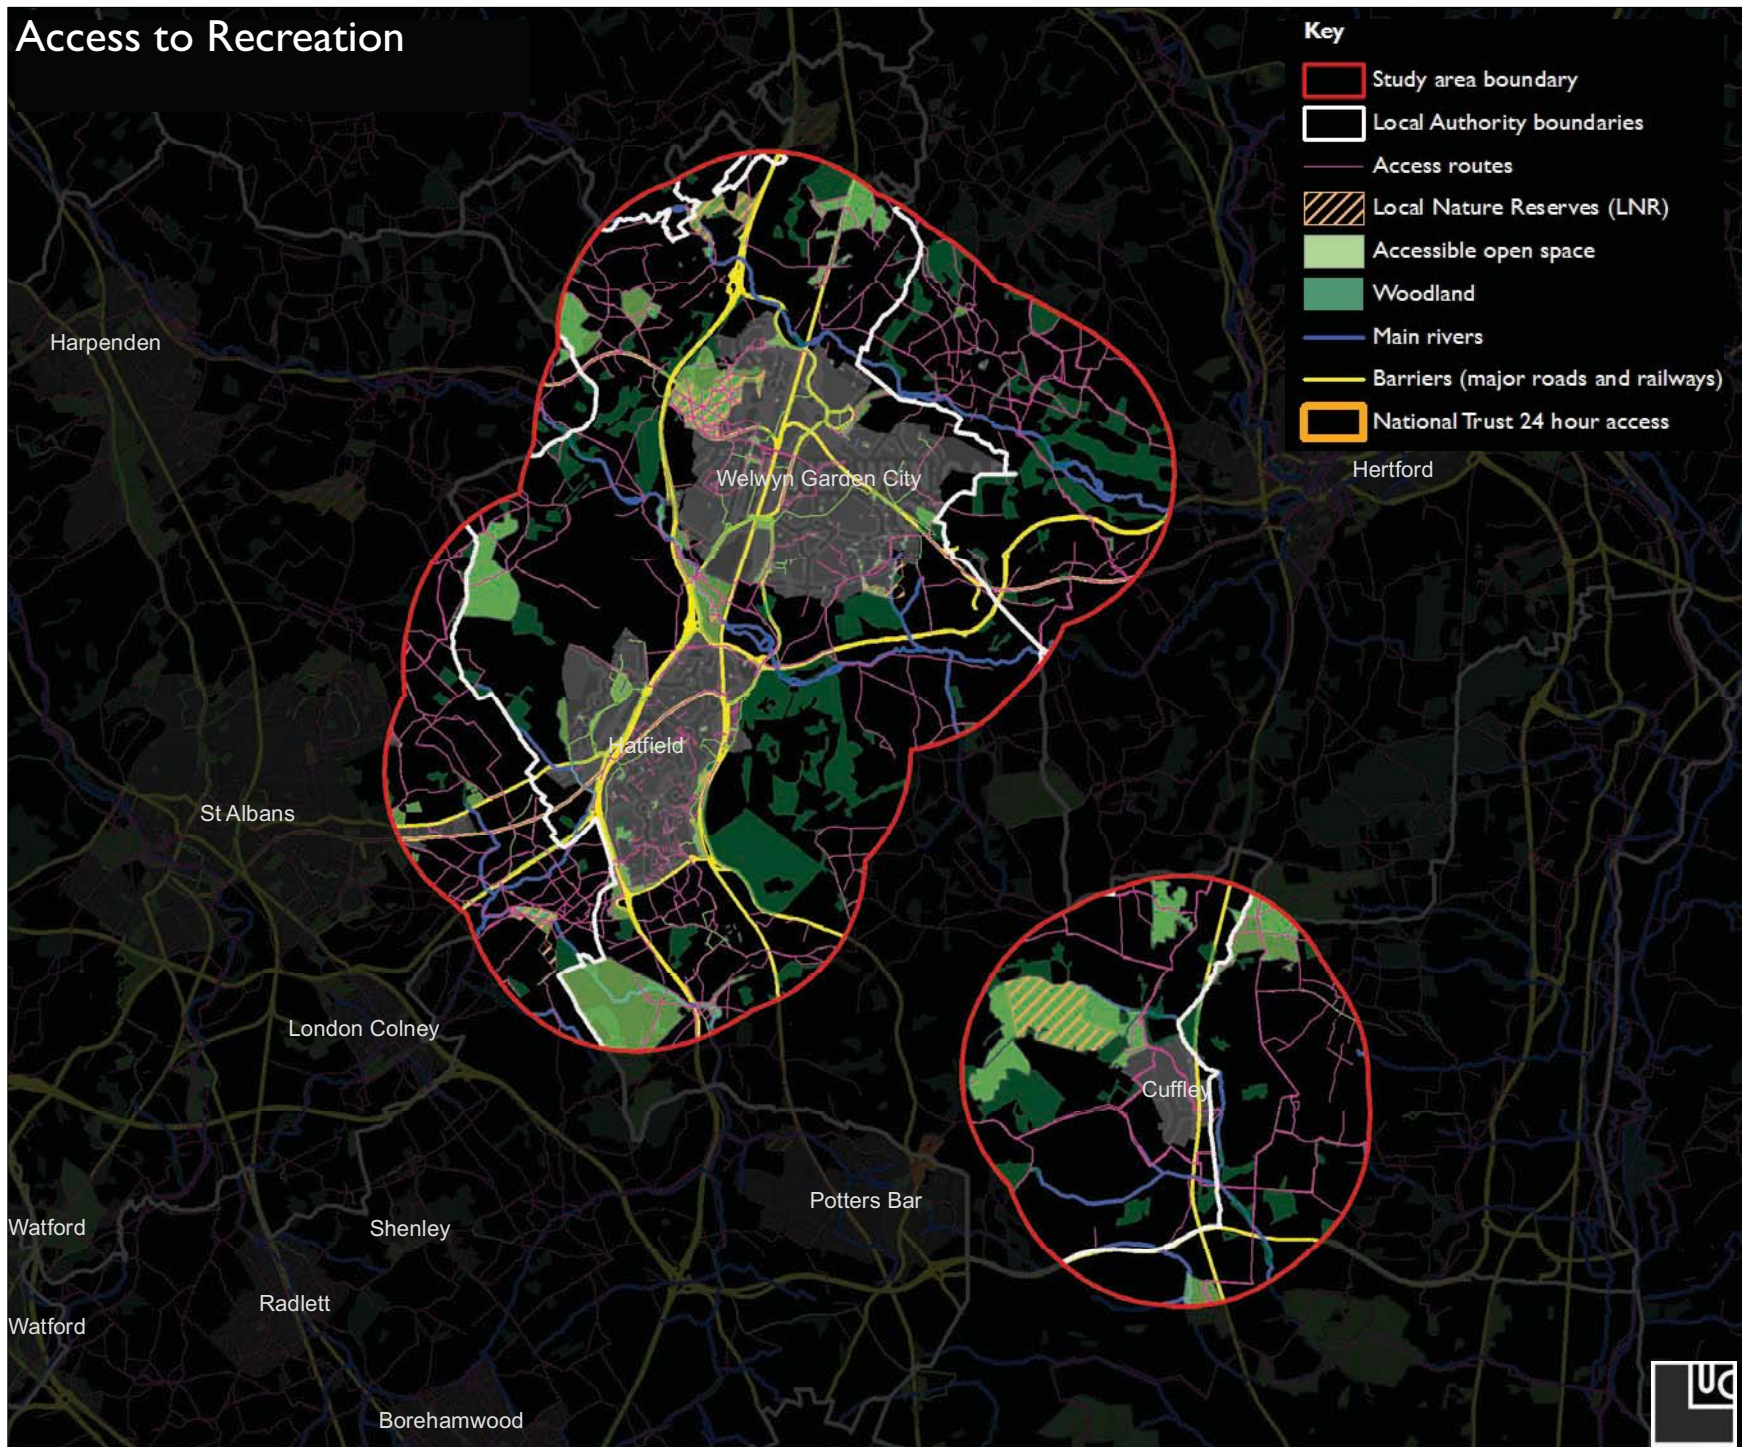 Access to Recreation
Key
Study area boundary
Local Authority boundaries
Access routes
Local Nature Reserves (LNR)
Accessible open space
Woodland
Main rivers
Barriers (major roads and railways)
National Trust 24 hour access
Harpenden
Hertford
Welwyn Garden City
Hatfield
St Albans
London Colney
Cuffley
Potters Bar
Watford
Shenley
Radlett
Watford
Borehamwood